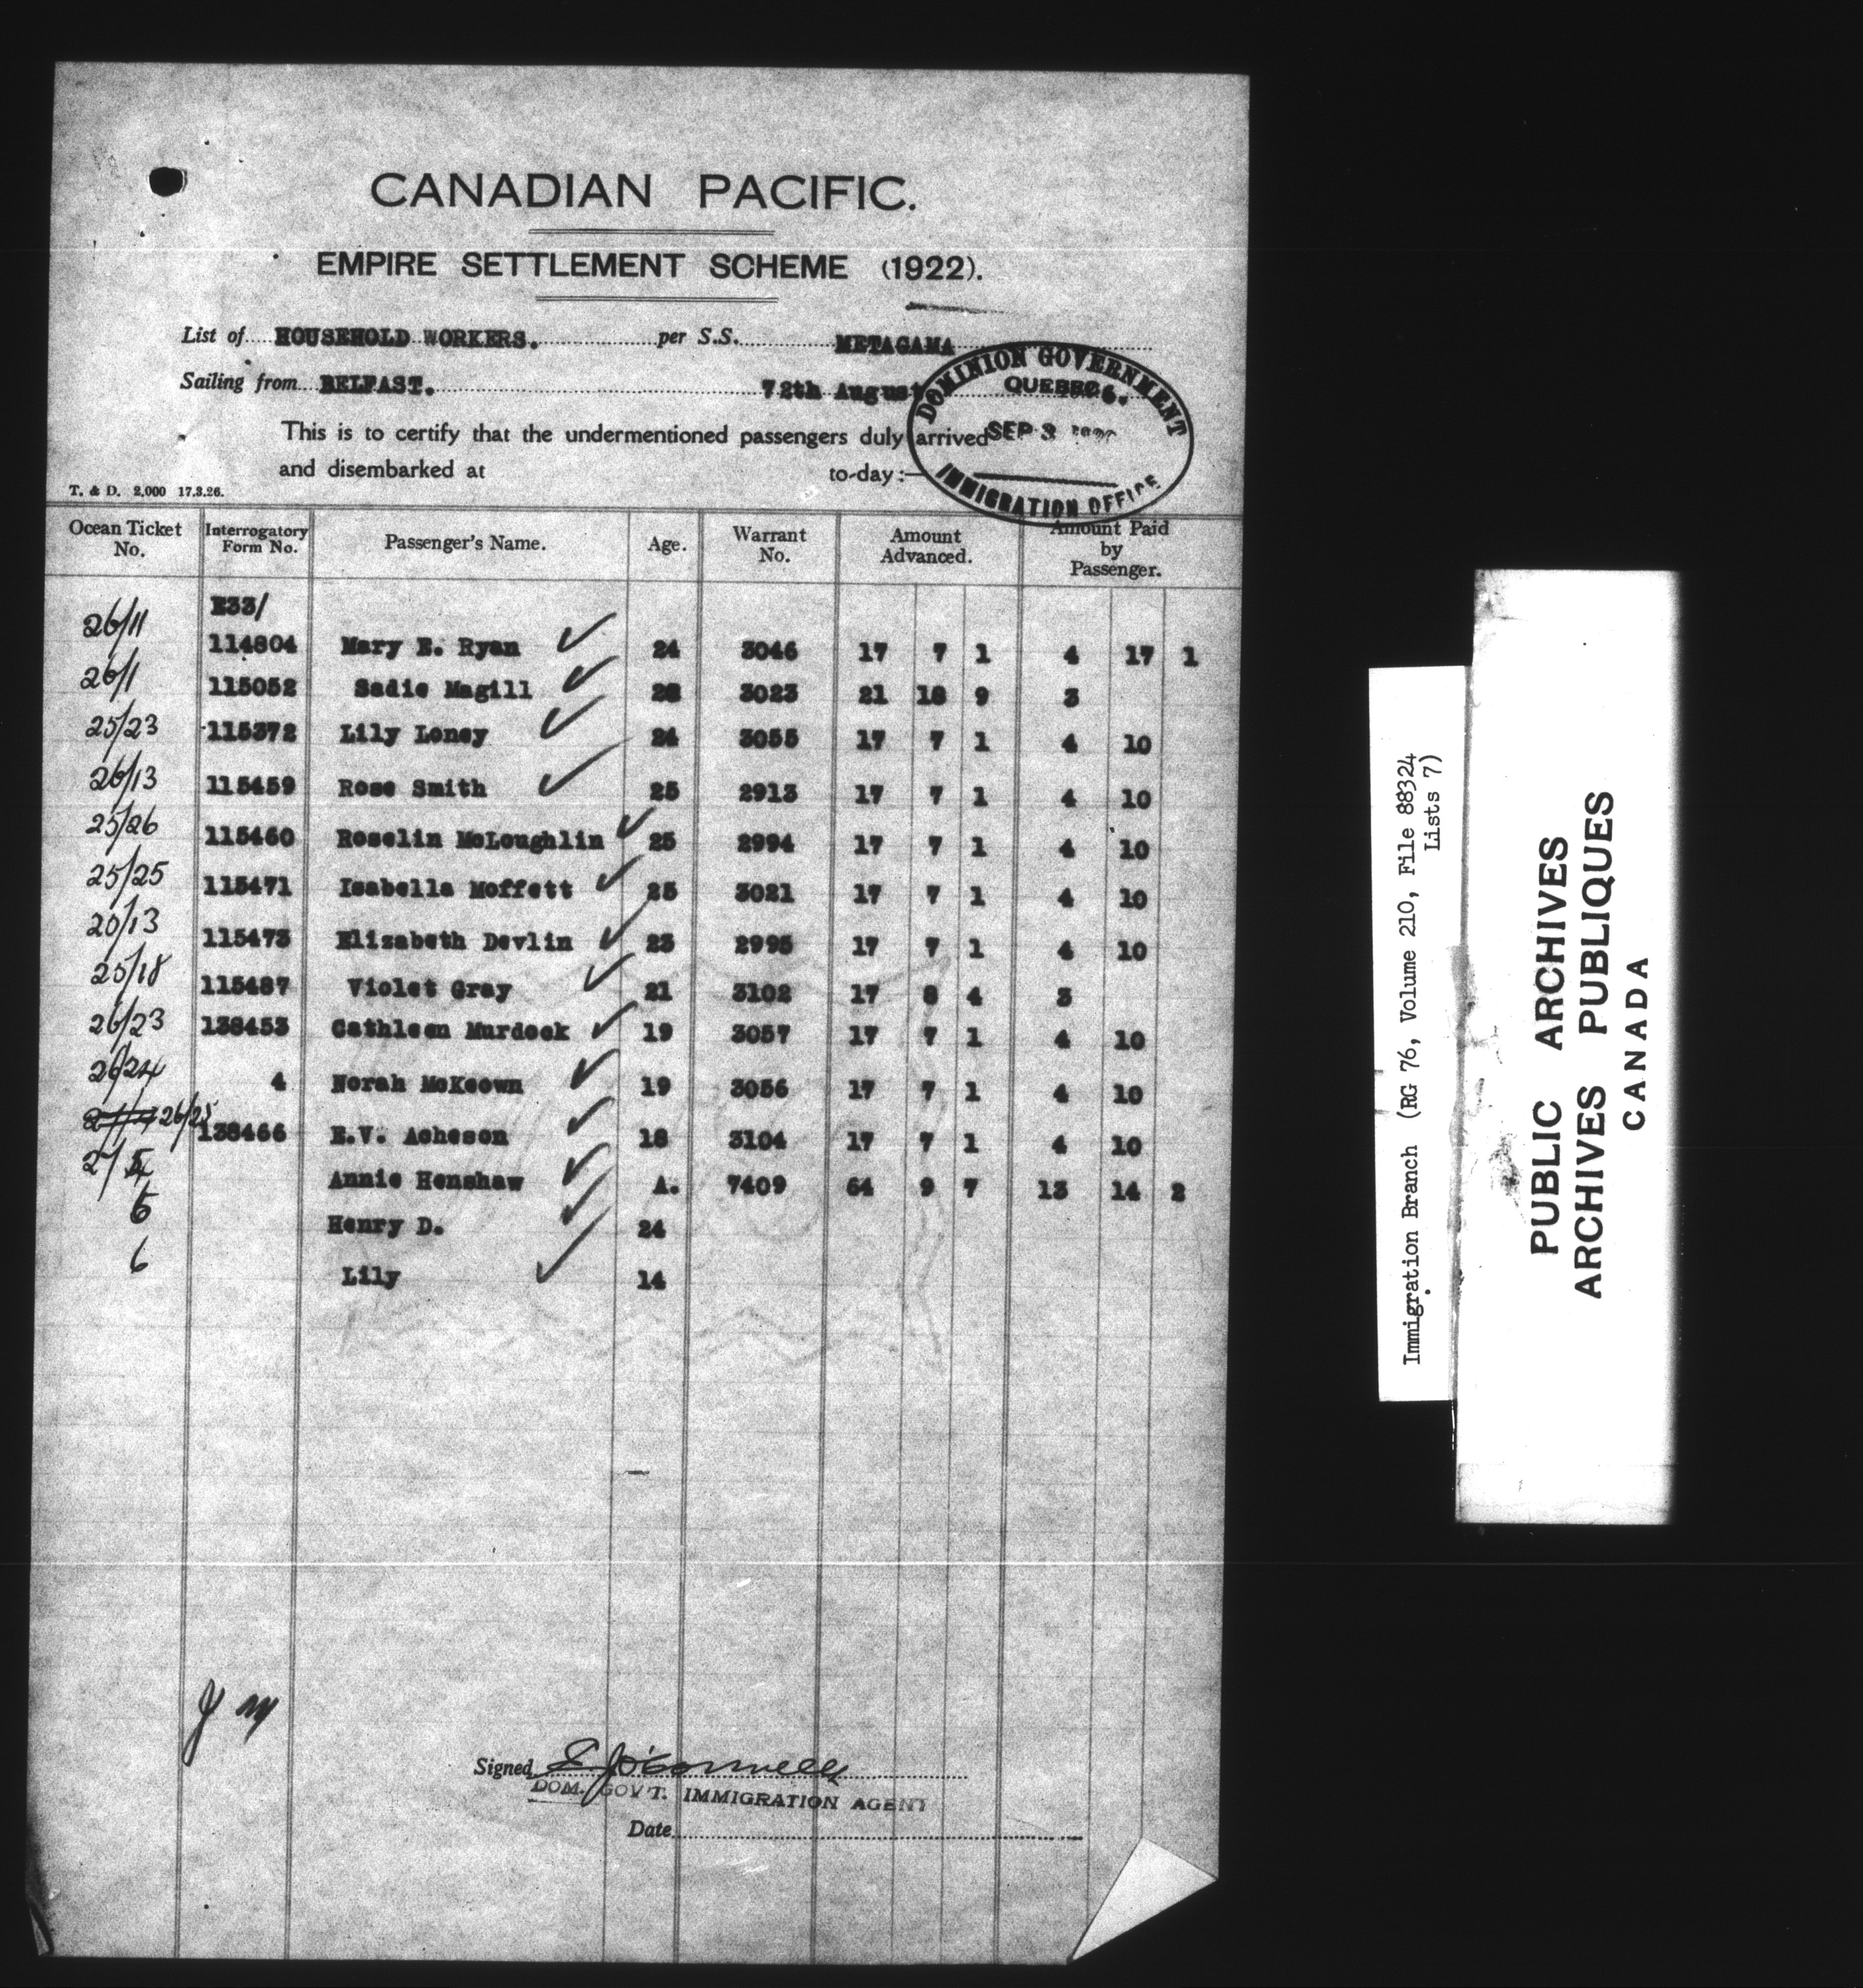 CANADIAN PACIFIC.
EMPIRE SETTLEMENT SCHEME (1922).
List of HOUSEHOLD WORKERS. per S.S. METAGAMA
Sailing from BELFAST. August
DOMINION GOVERNMENT
QUEBEC
SEP 3
IMMIGRATION OFFICE
This is to certify that the undermentioned passengers duly arrived
and disembarked at to-day:—
T. & D. 2,000 17.3.26.
Ocean Ticket No. Interrogatory Form No. Passenger's Name. Age. Warrant No. Amount Advanced. Amount Paid by Passenger.
E33/
26/11 114804 Mary E. Ryan 24 3046 17 7 1 4 17 1
26/1 115052 Sadie Magill 3023 21 18 9 3
25/23 115372 Lily Loney 24 3055 17 7 1 4 10
26/13 115459 Rose Smith 25 2913 17 7 1 4 10
25/26 115460 Roselin McLoughlin 25 2994 17 7 1 4 10
25/25 115471 Isabella Moffett 25 3021 17 7 1 4 10
20/13 115473 Elizabeth Devlin 23 2995 17 7 1 4 10
25/18 115487 Violet Gray 21 3102 17 8 4 3
26/23 138453 Cathleen Murdock 19 3057 17 7 1 4 10
26/24 4 Norah McKeown 19 3056 17 7 1 4 10
26/25 138466 E.V. Acheson 18 3104 17 7 1 4 10
27/4 Annie Henshaw A. 7409 64 9 7 13 14 2
5 Henry D. 24
6 Lily 14
J M
Signed E. J. O'Connell
DOM. GOV'T. IMMIGRATION AGENT
Date
Immigration Branch (RG 76, Volume 210, File 88324
Lists 7)
PUBLIC ARCHIVES
ARCHIVES PUBLIQUES
CANADA